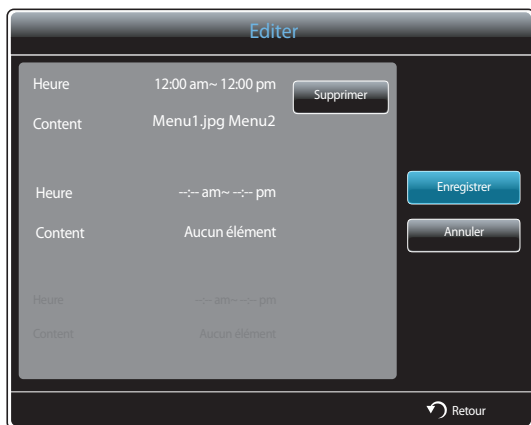 Editer
Heure 12:00 am~ 12:00 pm Supprimer
Content Menu1.jpg Menu2
Heure --:-- am~ --:-- pm Enregistrer
Content Aucun élément Annuler
Heure --:-- am~ --:-- pm
Content Aucun élément
Retour